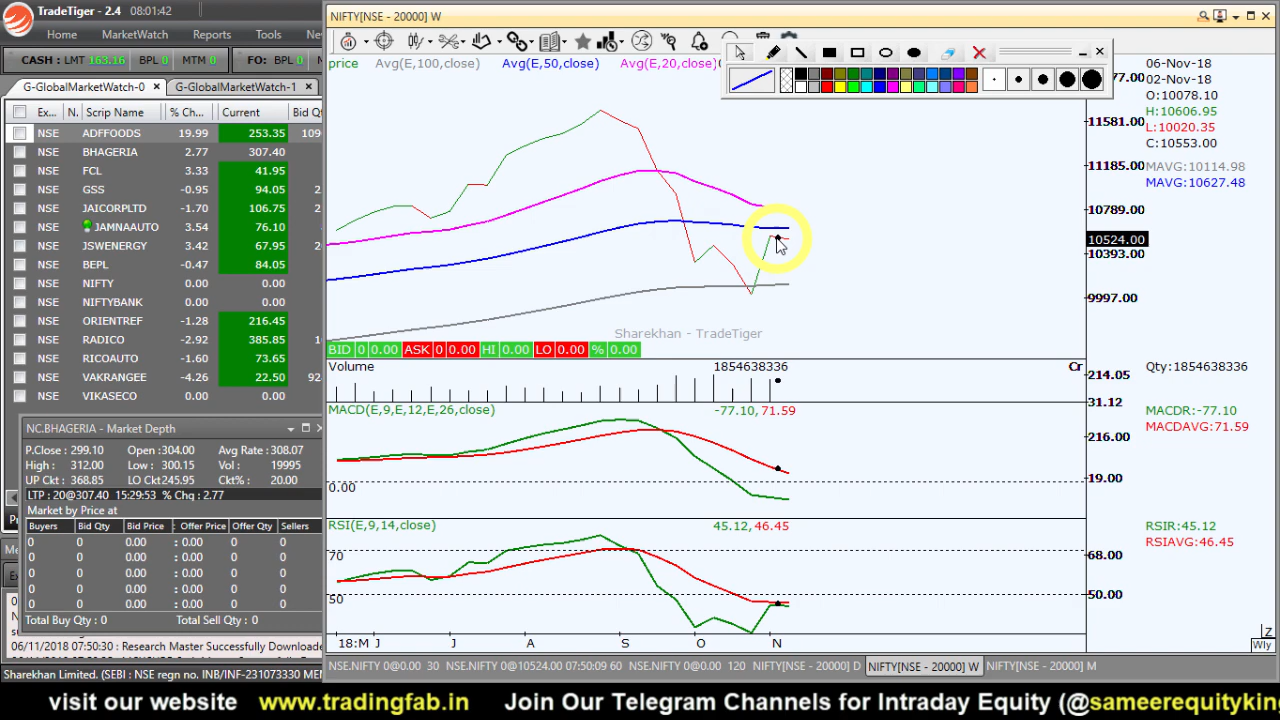 TradeTiger - 2.4 08:01:42
Home MarketWatch Reports Tools
CASH : LMT 163.16 BPL 0 MTM 0 FO: BPL 0
G-GlobalMarketWatch-0 G-GlobalMarketWatch-1
Ex... N. Scrip Name % Ch... Current Bid Q
NSE ADFFOODS 19.99 253.35
NSE BHAGERIA 2.77 307.40
NSE FCL 3.33 41.95
NSE GSS -0.95 94.05
NSE JAICORPLTD -1.70 106.75
NSE JAMNAAUTO 3.54 76.10
NSE JSWENERGY 3.42 67.95
NSE BEPL -0.42 84.05
NSE NIFTY 0.00 0.00
NSE NIFTYBANK 0.00 0.00
NSE ORIENTREF -1.28 216.45
NSE RADICO -2.92 385.85
NSE RICOAUTO -1.60 73.65
NSE VAKRANGEE -4.26 22.50
NSE VIKASECO 0.00 0.00
NC.BHAGERIA - Market Depth
P.Close : 299.10 Open :304.00 Avg Rate : 308.07
High : 312.00 Low : 300.15 Vol : 19995
UP Ckt : 368.85 LO Ckt :245.95 Ckt% : 20.00
LTP : 20@307.40 15:29:53 % Chg : 2.77
Market by Price at
Buyers Bid Qty Bid Price : Offer Price Offer Qty Sellers
0 0 0.00 : 0.00 0 0
0 0 0.00 : 0.00 0 0
0 0 0.00 : 0.00 0 0
0 0 0.00 : 0.00 0 0
0 0 0.00 : 0.00 0 0
Total Buy Qty : 0 Total Sell Qty : 0
06/11/2018 07:50:30 : Research Master Successfully Downloade
Sharekhan Limited. (SEBI : NSE regn no. INB/INF-231073330
NIFTY[NSE - 20000] W
price Avg(E,100,close) Avg(E,50,close) Avg(E,20,close)
11581.00
11185.00
10789.00
10524.00
10393.00
9997.00
06-Nov-18
02-Nov-18
O:10078.10
H:10606.95
L:10020.35
C:10553.00
MAVG:10114.98
MAVG:10627.48
Sharekhan - TradeTiger
BID 0 0.00 ASK 0 0.00 HI 0.00 LO 0.00 % 0.00
Volume 1854638336 Cr 214.05 Qty:1854638336
31.12
MACD(E,9,E,12,E,26,close) -77.10, 71.59 MACDR:-77.10
MACDAVG:71.59
216.00
0.00 19.00
RSI(E,9,14,close) 45.12, 46.45 RSIR:45.12
RSIAVG:46.45
70 68.00
50 50.00
18:M J J A S O N Wly
NSE.NIFTY 0@0.00 30 NSE.NIFTY 0@10524.00 07:50:09 60 NSE.NIFTY 0@0.00 120 NIFTY[NSE - 20000] D NIFTY[NSE - 20000] W NIFTY[NSE - 20000] M
visit our website www.tradingfab.in Join Our Telegram Channels for Intraday Equity (@sameerequityking